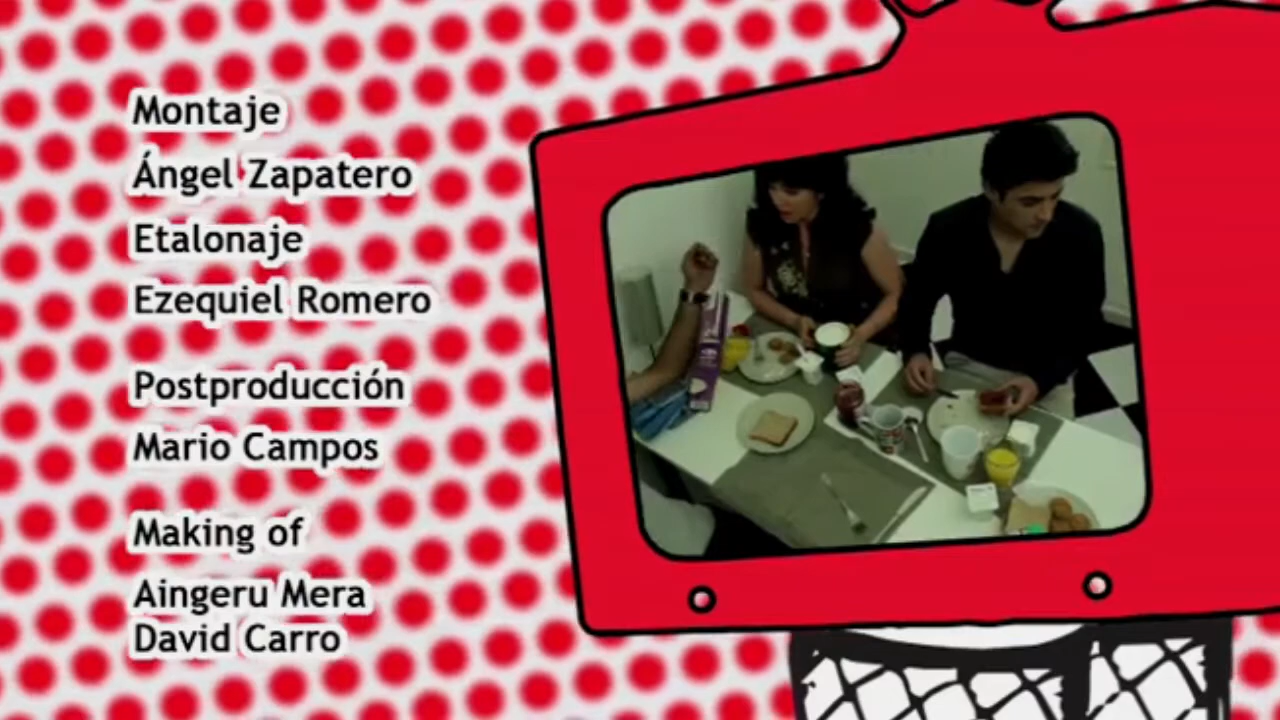 Montaje
Ángel Zapatero
Etalonaje
Ezequiel Romero
Postproducción
Mario Campos
Making of
Aingeru Mera
David Carro